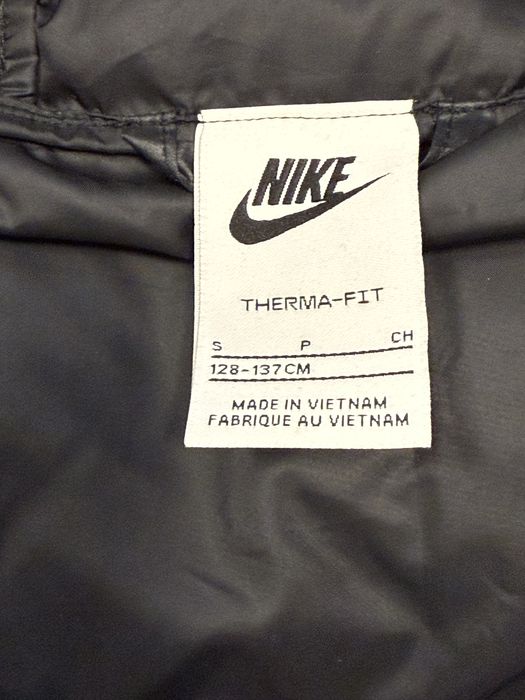 NIKE
THERMA-FIT
S P CH
128-137CM
MADE IN VIETNAM
FABRIQUE AU VIETNAM